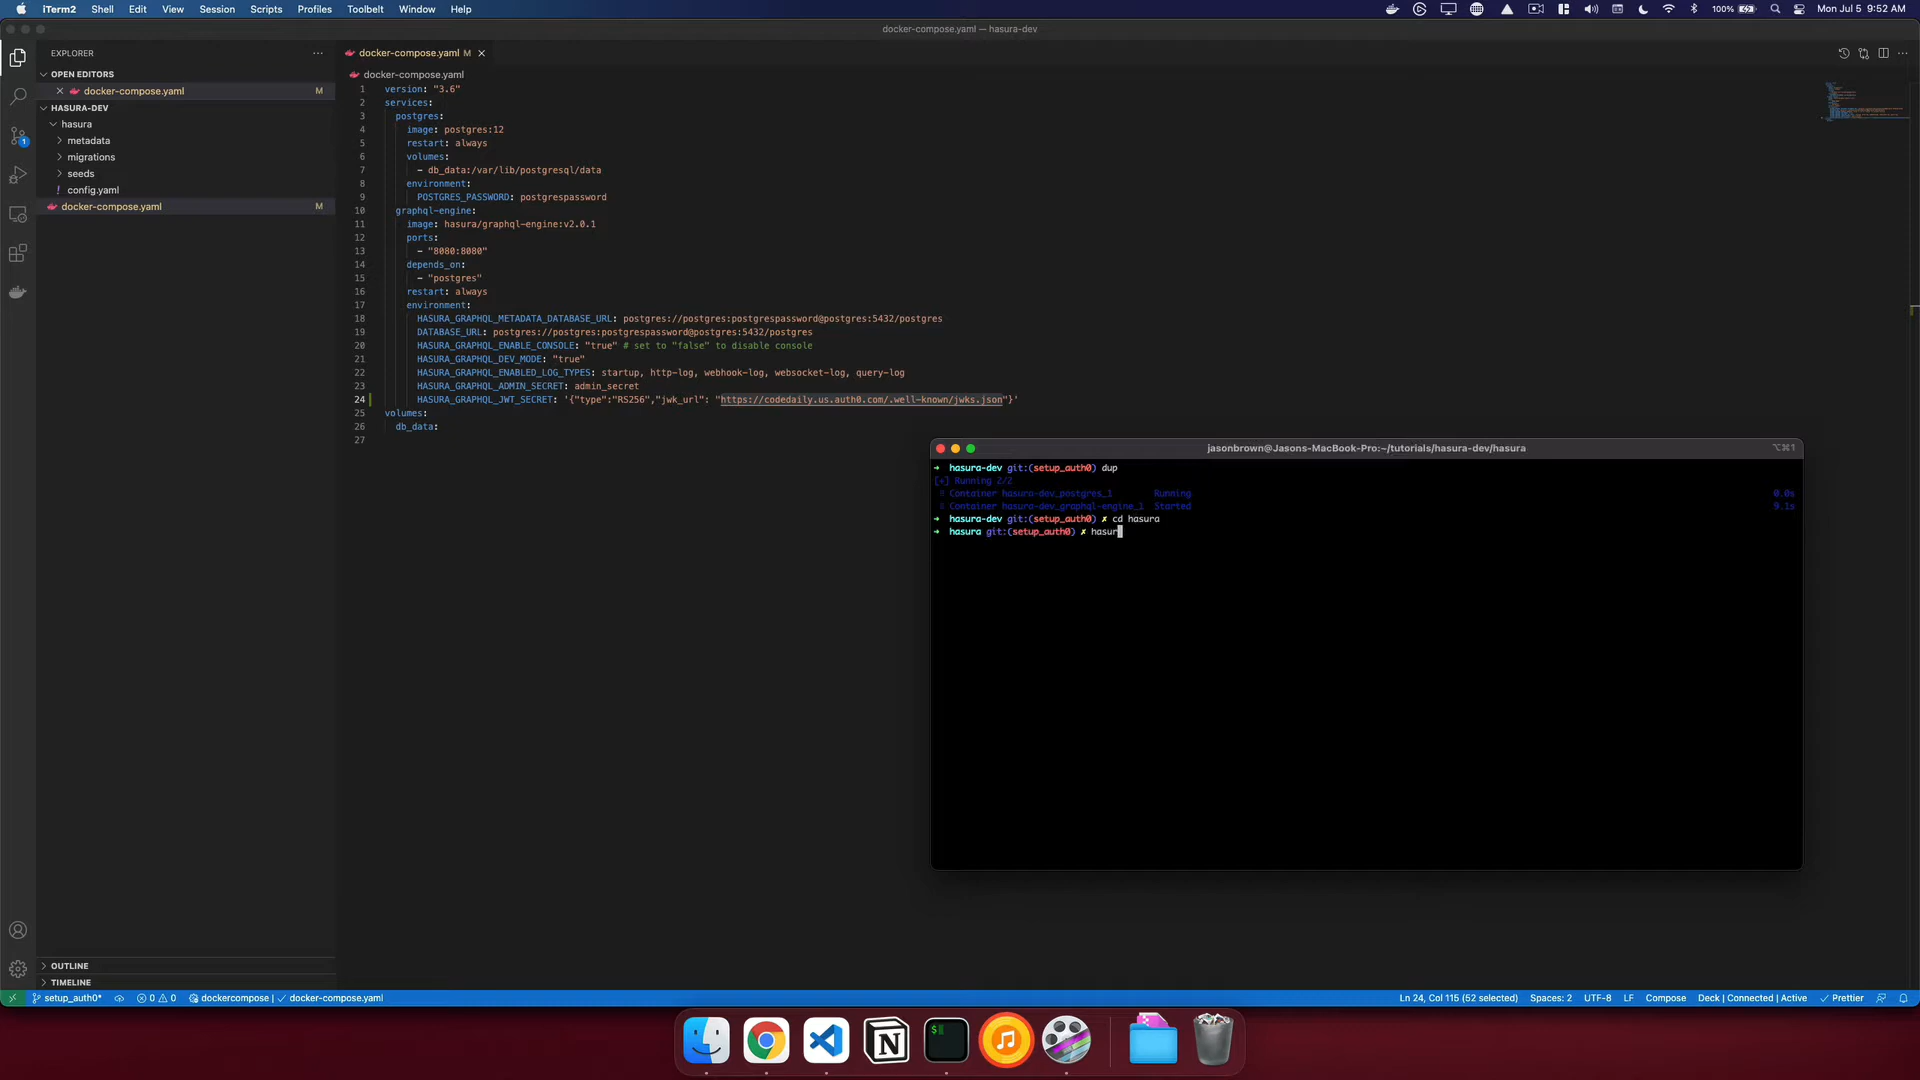 iTerm2 Shell Edit View Session Scripts Profiles Toolbelt Window Help
100% Mon Jul 5 9:52 AM
docker-compose.yaml — hasura-dev
EXPLORER
OPEN EDITORS
docker-compose.yaml M
HASURA-DEV
hasura
metadata
migrations
seeds
config.yaml
docker-compose.yaml M
docker-compose.yaml M
docker-compose.yaml
1 version: "3.6"
2 services:
3 postgres:
4 image: postgres:12
5 restart: always
6 volumes:
7 - db_data:/var/lib/postgresql/data
8 environment:
9 POSTGRES_PASSWORD: postgrespassword
10 graphql-engine:
11 image: hasura/graphql-engine:v2.0.1
12 ports:
13 - "8080:8080"
14 depends_on:
15 - "postgres"
16 restart: always
17 environment:
18 HASURA_GRAPHQL_METADATA_DATABASE_URL: postgres://postgres:postgrespassword@postgres:5432/postgres
19 DATABASE_URL: postgres://postgres:postgrespassword@postgres:5432/postgres
20 HASURA_GRAPHQL_ENABLE_CONSOLE: "true" # set to "false" to disable console
21 HASURA_GRAPHQL_DEV_MODE: "true"
22 HASURA_GRAPHQL_ENABLED_LOG_TYPES: startup, http-log, webhook-log, websocket-log, query-log
23 HASURA_GRAPHQL_ADMIN_SECRET: admin_secret
24 HASURA_GRAPHQL_JWT_SECRET: '{"type":"RS256","jwk_url": "https://codedaily.us.auth0.com/.well-known/jwks.json"}'
25 volumes:
26 db_data:
27
jasonbrown@Jasons-MacBook-Pro:~/tutorials/hasura-dev/hasura ⌥⌘1
➜ hasura-dev git:(setup_auth0) dup
[+] Running 2/2
⠿ Container hasura-dev_postgres_1 Running 0.0s
⠿ Container hasura-dev_graphql-engine_1 Started 9.1s
➜ hasura-dev git:(setup_auth0) ✗ cd hasura
➜ hasura git:(setup_auth0) ✗ hasur
OUTLINE
TIMELINE
setup_auth0* 0 0 dockercompose | ✓ docker-compose.yaml
Ln 24, Col 115 (52 selected) Spaces: 2 UTF-8 LF Compose Deck | Connected | Active ✓ Prettier